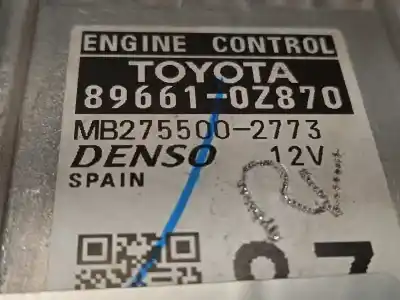 ENGINE CONTROL
TOYOTA
89661-0Z870
MB275500-2773
DENSO 12V
SPAIN